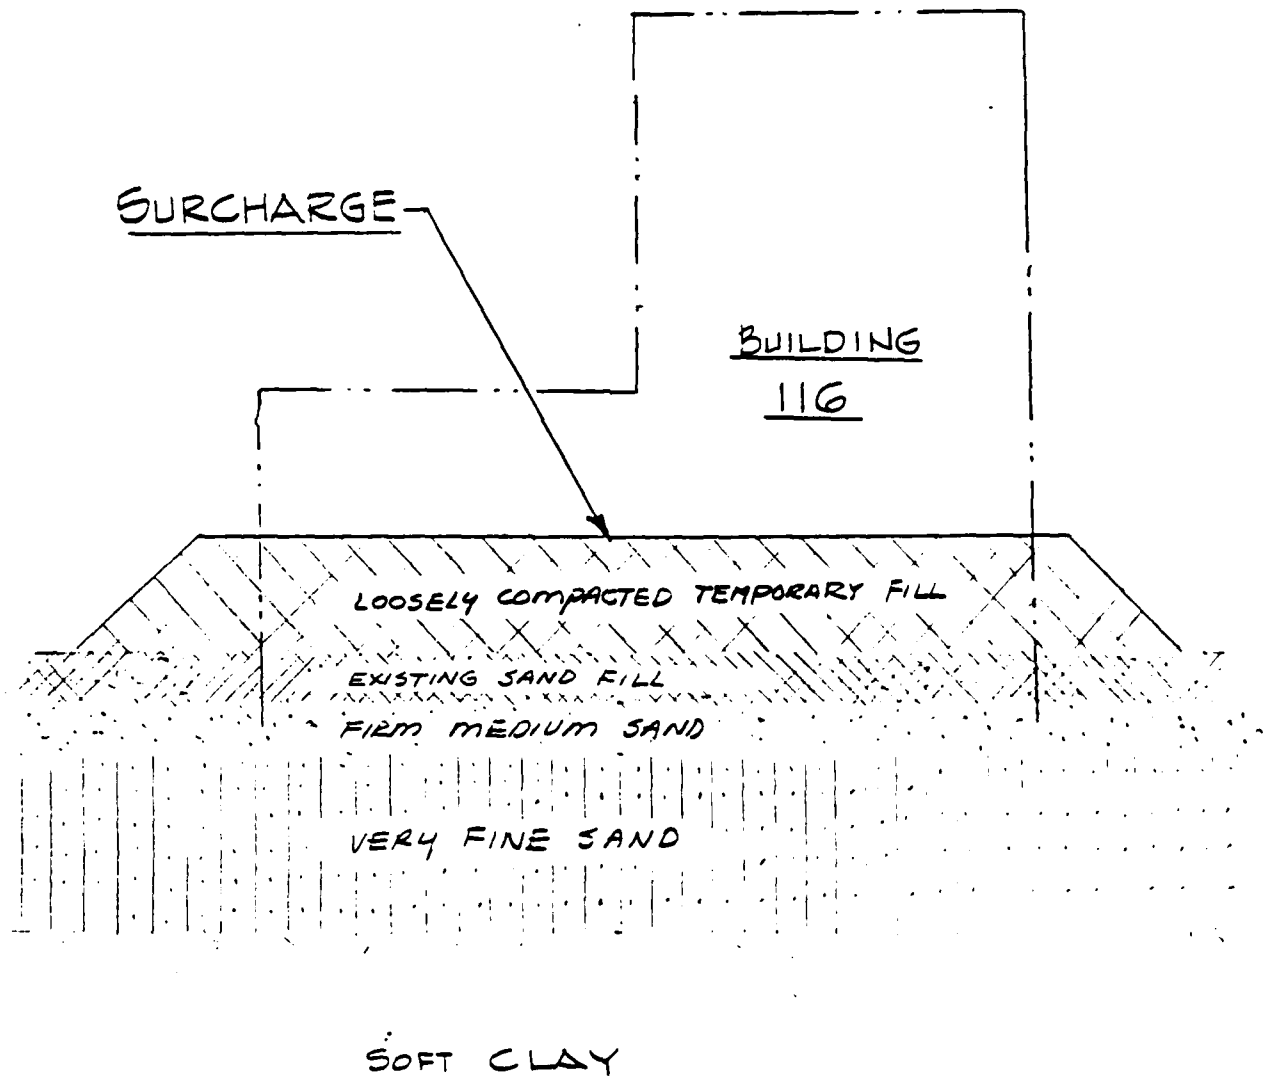 SURCHARGE
BUILDING
116
LOOSELY COMPACTED TEMPORARY FILL
EXISTING SAND FILL
FIRM MEDIUM SAND
VERY FINE SAND
SOFT CLAY